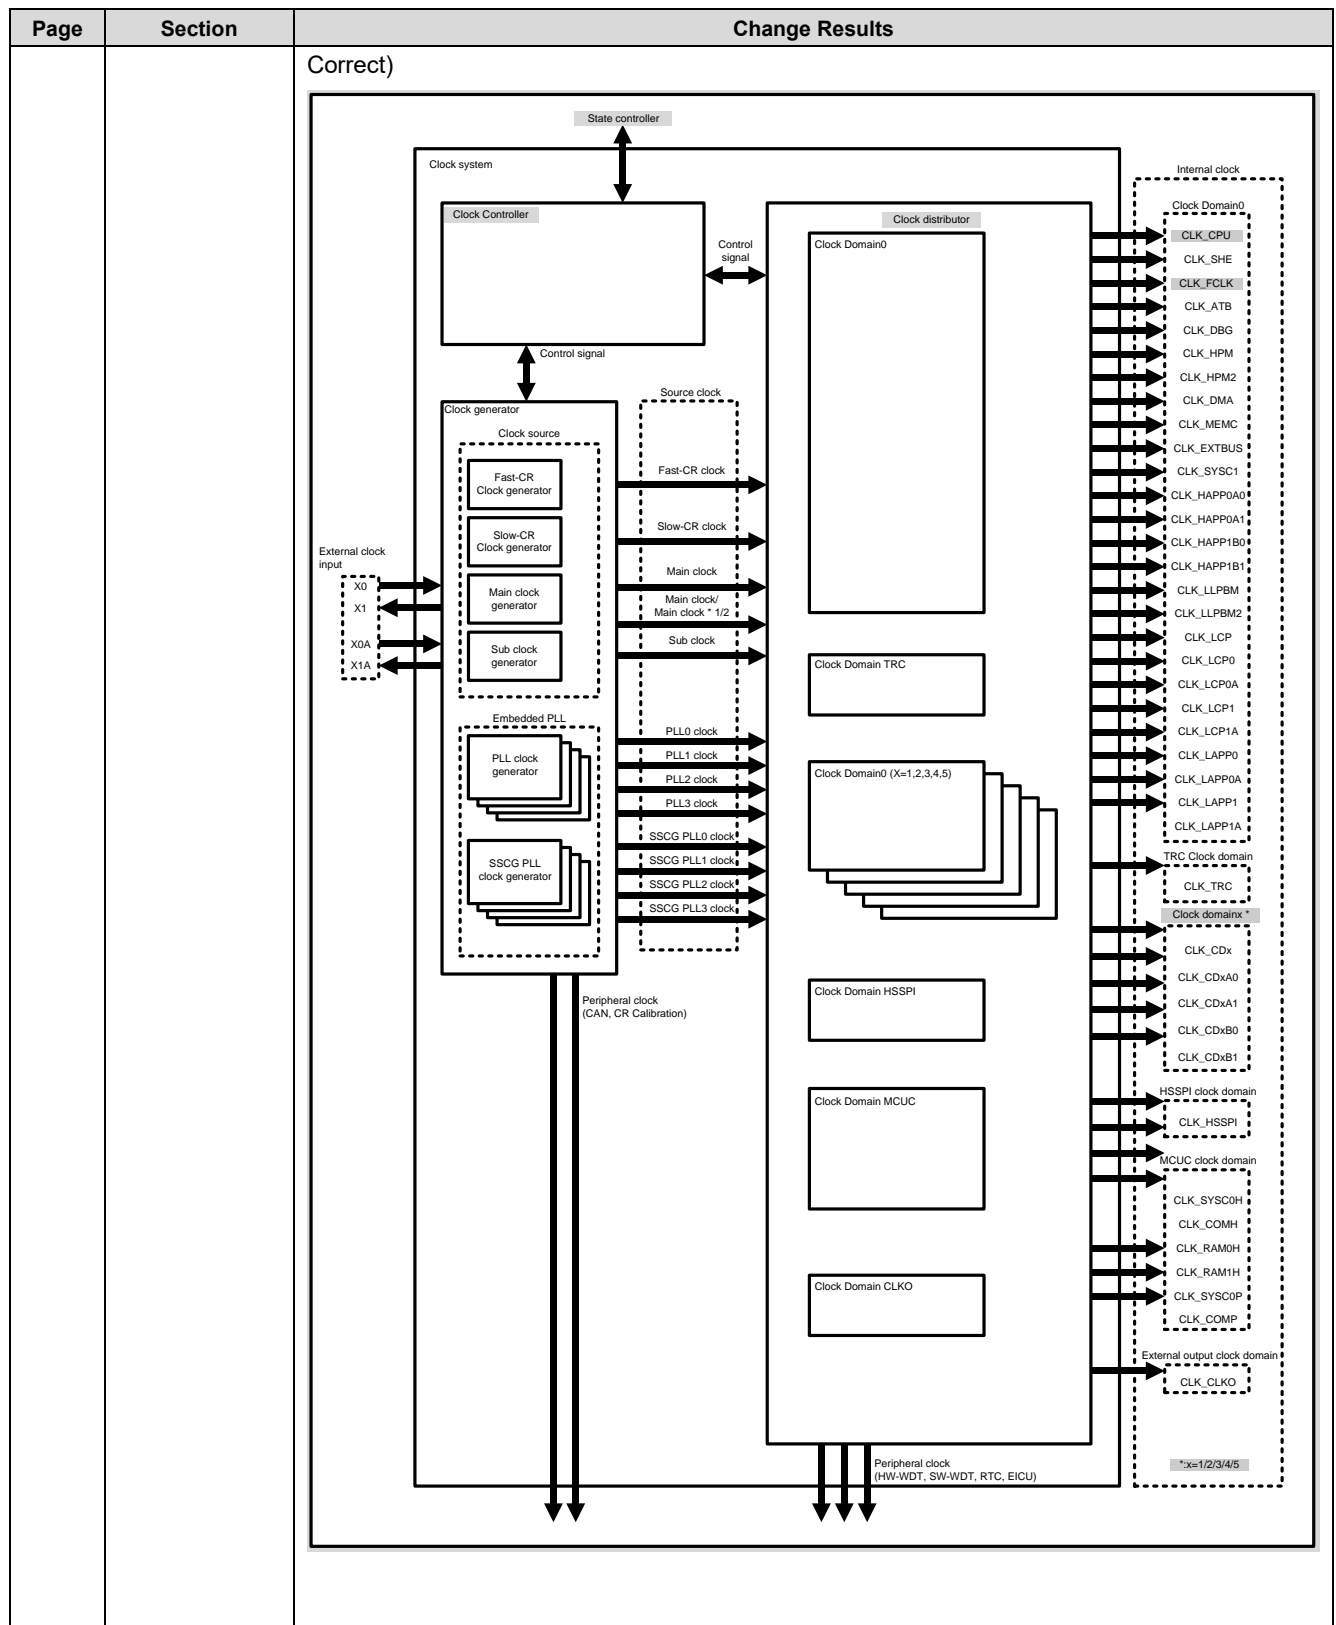 Page Section Change Results
Correct)
State controller
Clock system
Clock Controller
Control
signal
Control signal
Clock generator
Clock source
Fast-CR
Clock generator
Slow-CR
Clock generator
Main clock
generator
Sub clock
generator
External clock
input
X0
X1
X0A
X1A
Embedded PLL
PLL clock
generator
SSCG PLL
clock generator
Source clock
Fast-CR clock
Slow-CR clock
Main clock
Main clock/
Main clock * 1/2
Sub clock
PLL0 clock
PLL1 clock
PLL2 clock
PLL3 clock
SSCG PLL0 clock
SSCG PLL1 clock
SSCG PLL2 clock
SSCG PLL3 clock
Peripheral clock
(CAN, CR Calibration)
Clock distributor
Clock Domain0
Clock Domain TRC
Clock Domain0 (X=1,2,3,4,5)
Clock Domain HSSPI
Clock Domain MCUC
Clock Domain CLKO
Peripheral clock
(HW-WDT, SW-WDT, RTC, EICU)
Internal clock
Clock Domain0
CLK_CPU
CLK_SHE
CLK_FCLK
CLK_ATB
CLK_DBG
CLK_HPM
CLK_HPM2
CLK_DMA
CLK_MEMC
CLK_EXTBUS
CLK_SYSC1
CLK_HAPP0A0
CLK_HAPP0A1
CLK_HAPP1B0
CLK_HAPP1B1
CLK_LLPBM
CLK_LLPBM2
CLK_LCP
CLK_LCP0
CLK_LCP0A
CLK_LCP1
CLK_LCP1A
CLK_LAPP0
CLK_LAPP0A
CLK_LAPP1
CLK_LAPP1A
TRC Clock domain
CLK_TRC
Clock domainx *
CLK_CDx
CLK_CDxA0
CLK_CDxA1
CLK_CDxB0
CLK_CDxB1
HSSPI clock domain
CLK_HSSPI
MCUC clock domain
CLK_SYSC0H
CLK_COMH
CLK_RAM0H
CLK_RAM1H
CLK_SYSC0P
CLK_COMP
External output clock domain
CLK_CLKO
*:x=1/2/3/4/5